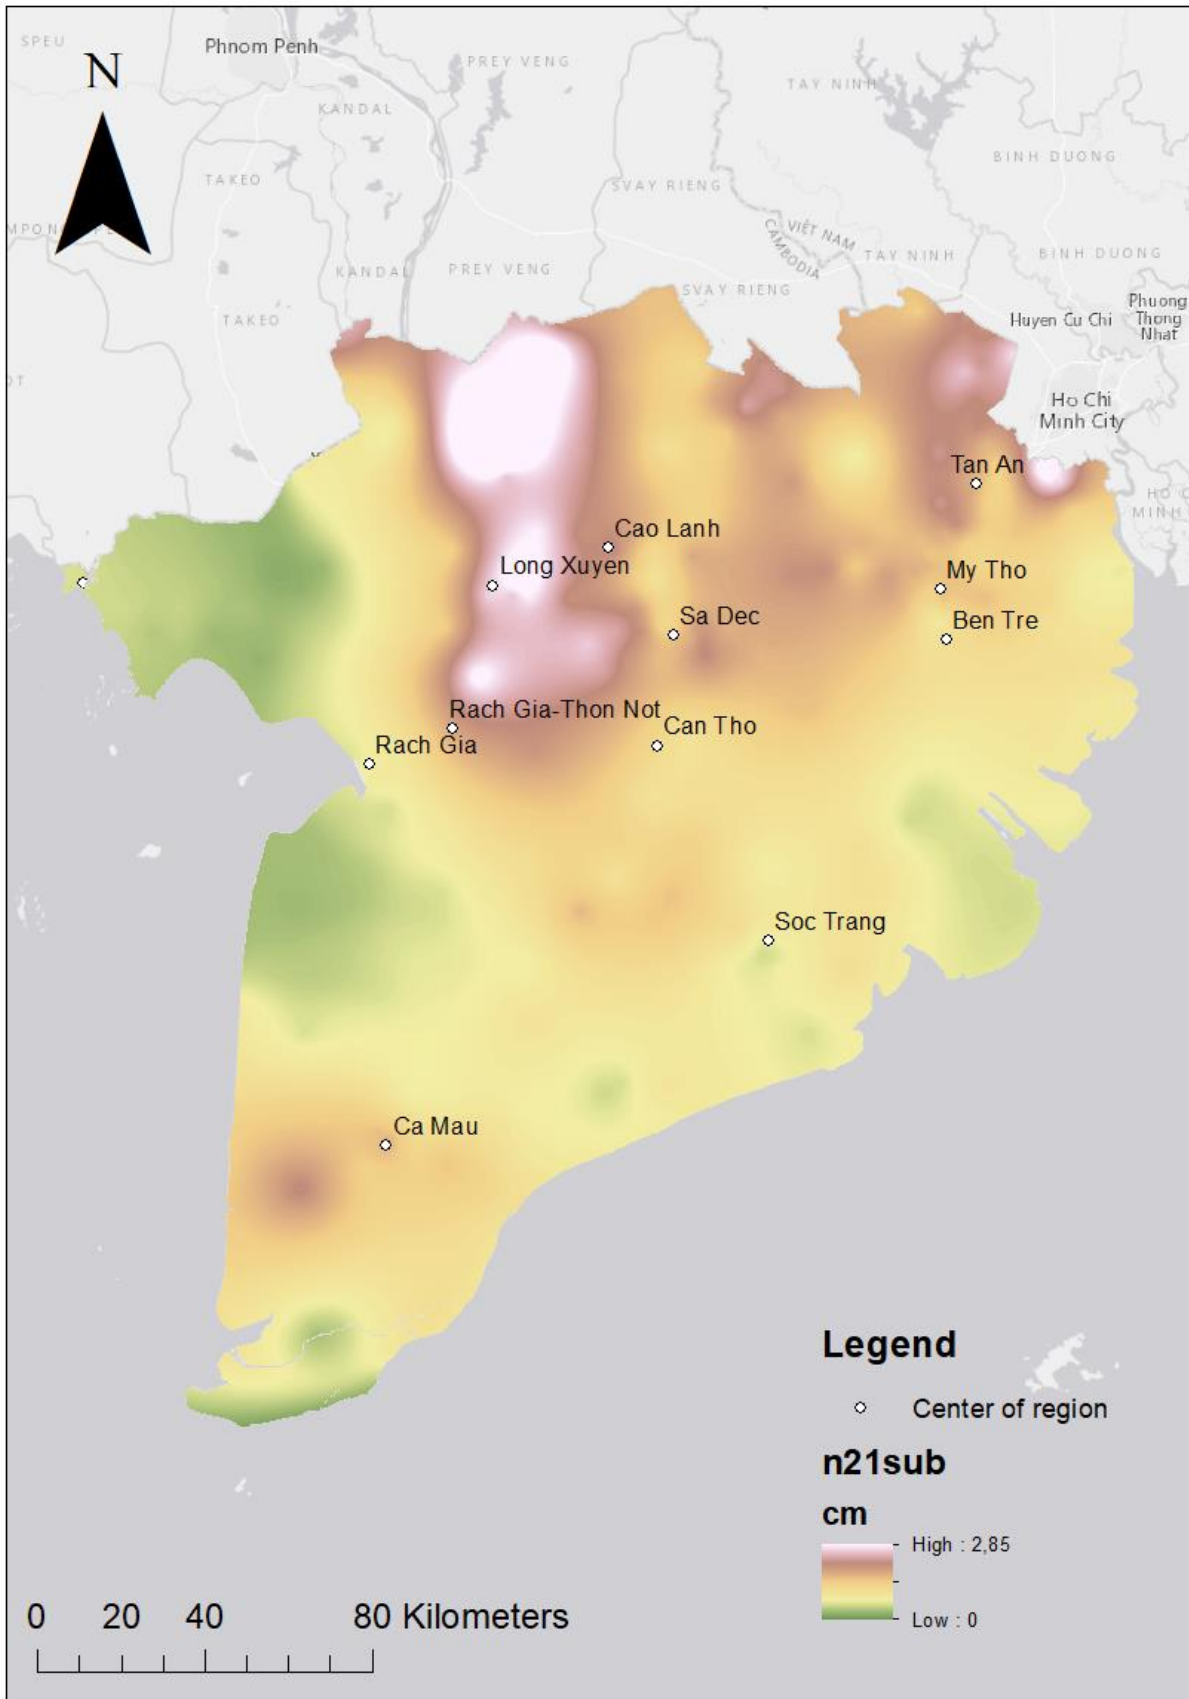 SPEU
Phnom Penh
PREY VENG
TAY NINH
N
KANDAL
BINH DUONG
TAKEO
SVAY RIENG
VIỆT NAM
CAMBODIA
TAY NINH
BINH DUONG
KANDAL
PREY VENG
SVAY RIENG
TAKEO
Huyen Cu Chi
Phuong
Thong
Nhat
Ho Chi
Minh City
Tan An
Cao Lanh
Long Xuyen
My Tho
Sa Dec
Ben Tre
Rach Gia-Thon Not
Rach Gia
Can Tho
Soc Trang
Ca Mau
Legend
Center of region
n21sub
cm
High : 2,85
Low : 0
0 20 40 80 Kilometers